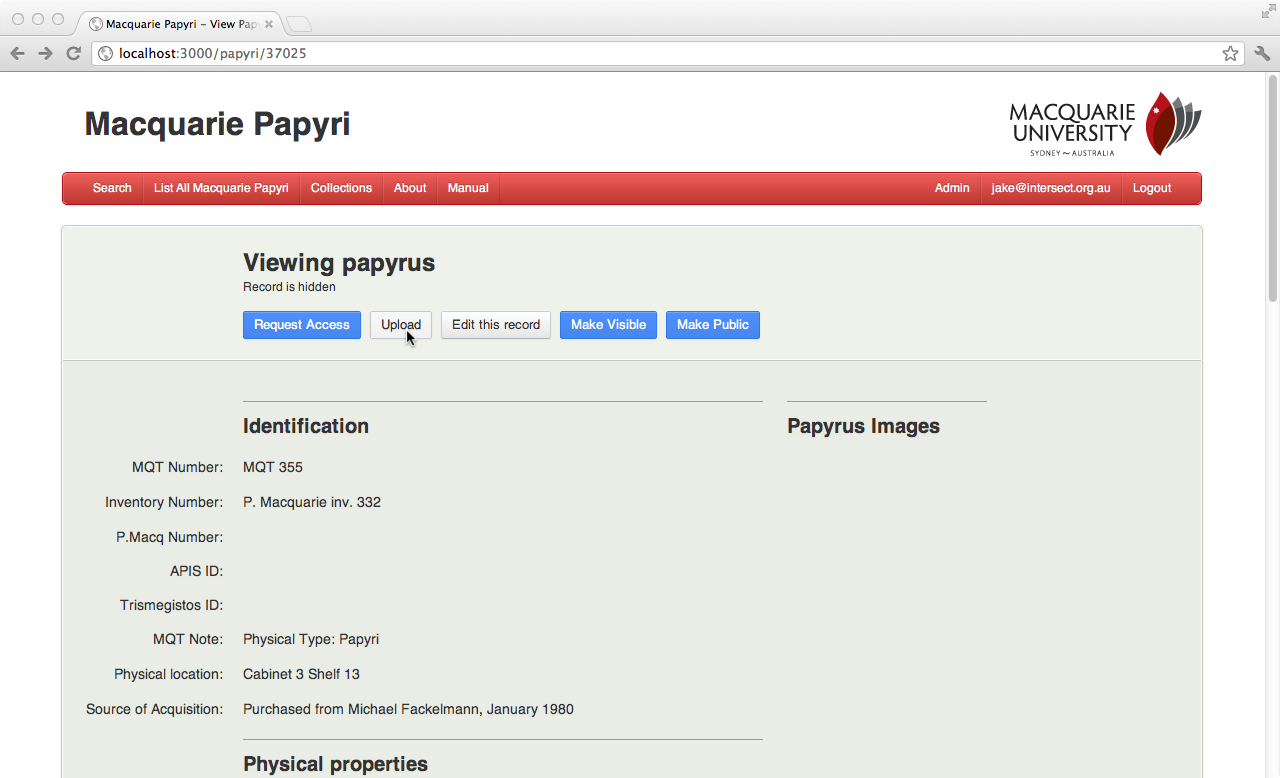 Macquarie Papyri – View Pap
localhost:3000/papyri/37025
Macquarie Papyri
MACQUARIE
UNIVERSITY
SYDNEY ~ AUSTRALIA
Search List All Macquarie Papyri Collections About Manual Admin jake@intersect.org.au Logout
Viewing papyrus
Record is hidden
Request Access Upload Edit this record Make Visible Make Public
Identification
Papyrus Images
MQT Number: MQT 355
Inventory Number: P. Macquarie inv. 332
P.Macq Number:
APIS ID:
Trismegistos ID:
MQT Note: Physical Type: Papyri
Physical location: Cabinet 3 Shelf 13
Source of Acquisition: Purchased from Michael Fackelmann, January 1980
Physical properties